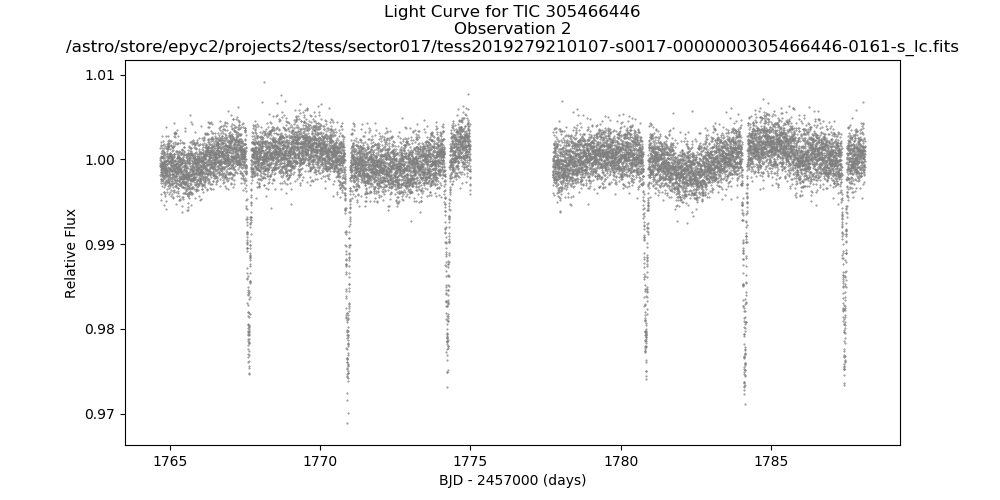 Light Curve for TIC 305466446
Observation 2
/astro/store/epyc2/projects2/tess/sector017/tess2019279210107-s0017-0000000305466446-0161-s_lc.fits
1.01
1.00
0.99
0.98
0.97
Relative Flux
1765
1770
1775
1780
1785
BJD - 2457000 (days)